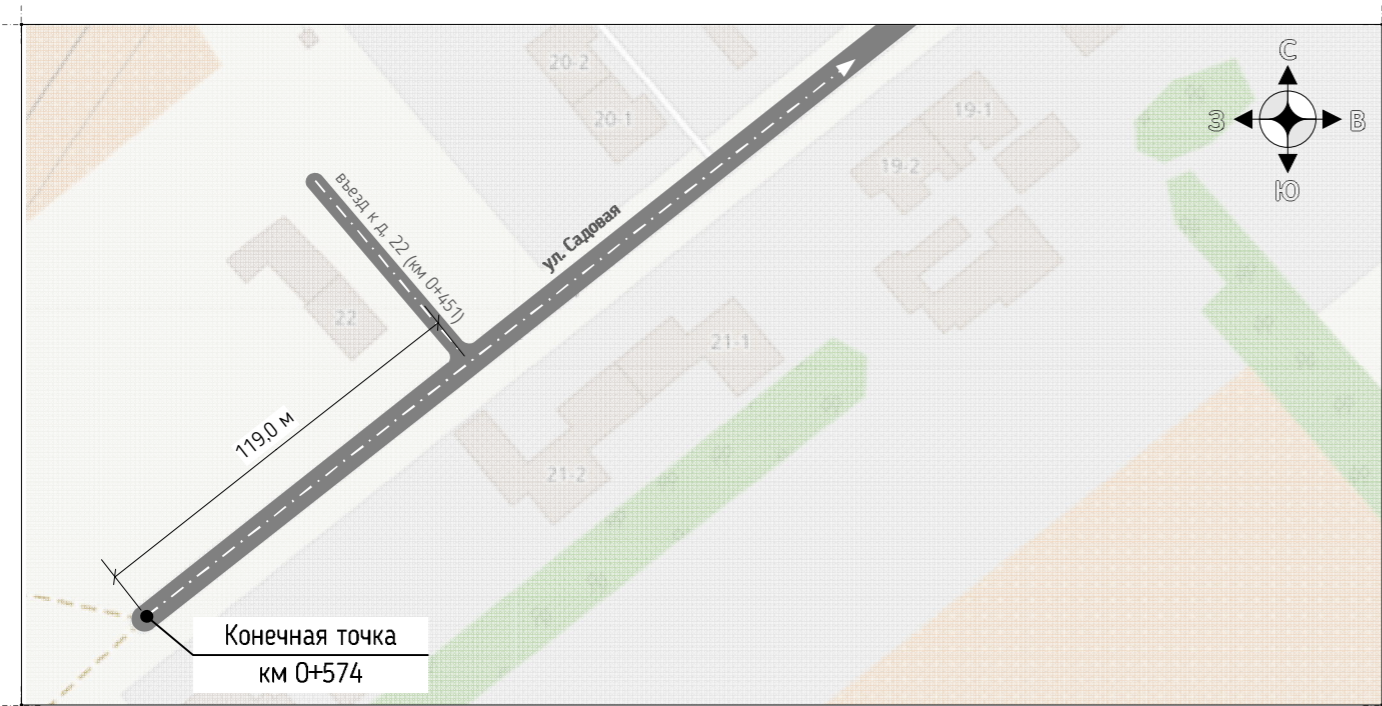 С
З
В
Ю
20-2
20-1
19-1
19-2
въезд к д. 22 (км 0+451)
ул. Садовая
22
21-1
119,0 м
21-2
Конечная точка
км 0+574